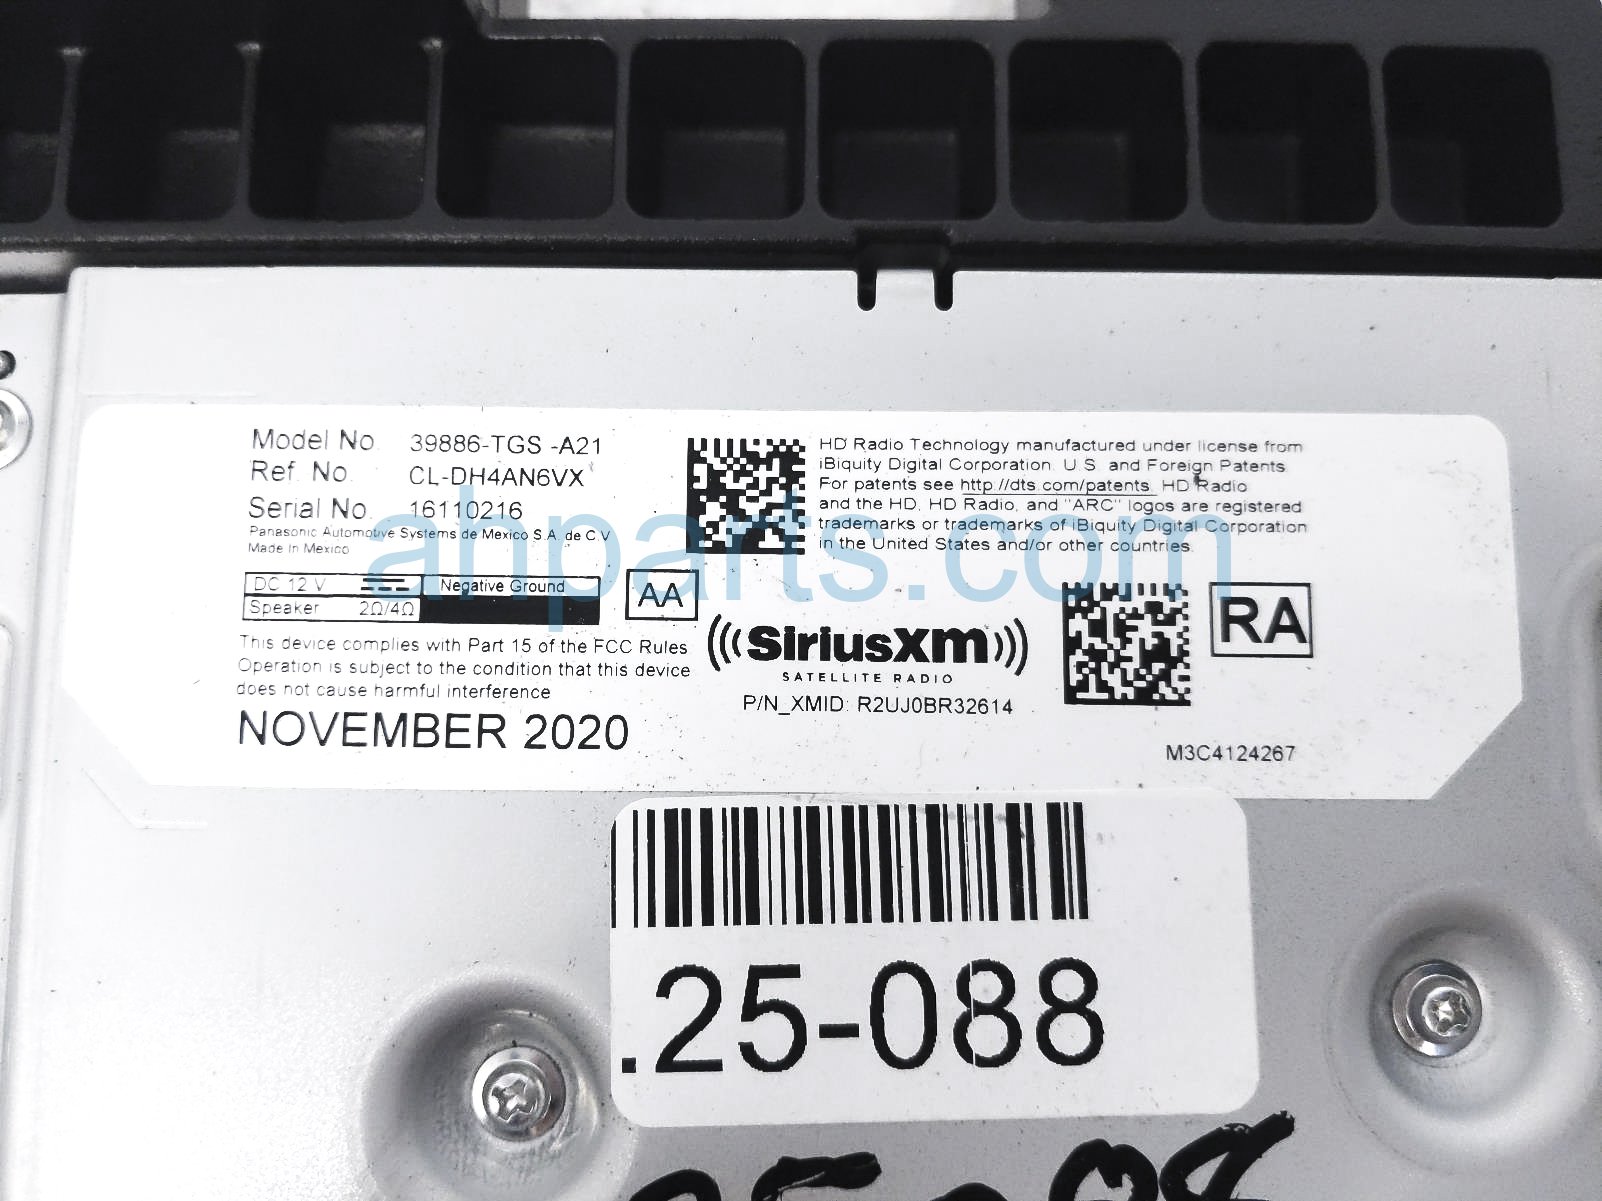 Model No. 39886-TGS -A21
Ref. No. CL-DH4AN6VX
Serial No. 16110216
Panasonic Automotive Systems de Mexico S.A. de C.V
Made In Mexico
DC 12 V Negative Ground
Speaker 2Ω/4Ω
AA
This device complies with Part 15 of the FCC Rules
Operation is subject to the condition that this device
does not cause harmful interference
NOVEMBER 2020
HD Radio Technology manufactured under license from
iBiquity Digital Corporation. U.S. and Foreign Patents.
For patents see http://dts.com/patents. HD Radio
and the HD, HD Radio, and "ARC" logos are registered
trademarks or trademarks of iBiquity Digital Corporation
in the United States and/or other countries.
((( SiriusXM )))
SATELLITE RADIO
P/N_XMID: R2UJ0BR32614
RA
M3C4124267
ahparts.com
.25-088